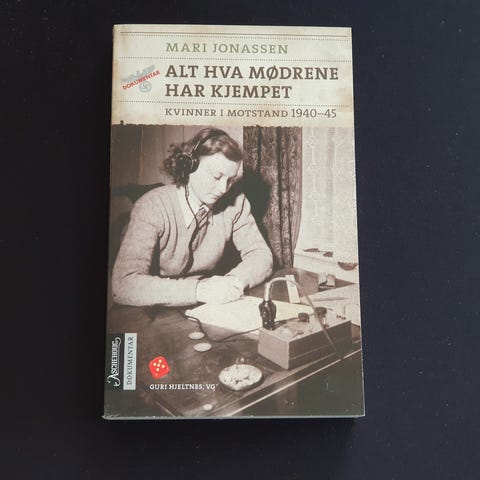 MARI JONASSEN
DOKUMENTAR
ALT HVA MØDRENE
HAR KJEMPET
KVINNER I MOTSTAND 1940–45
ASCHEHOUG
DOKUMENTAR
GURI HJELTNES, VG